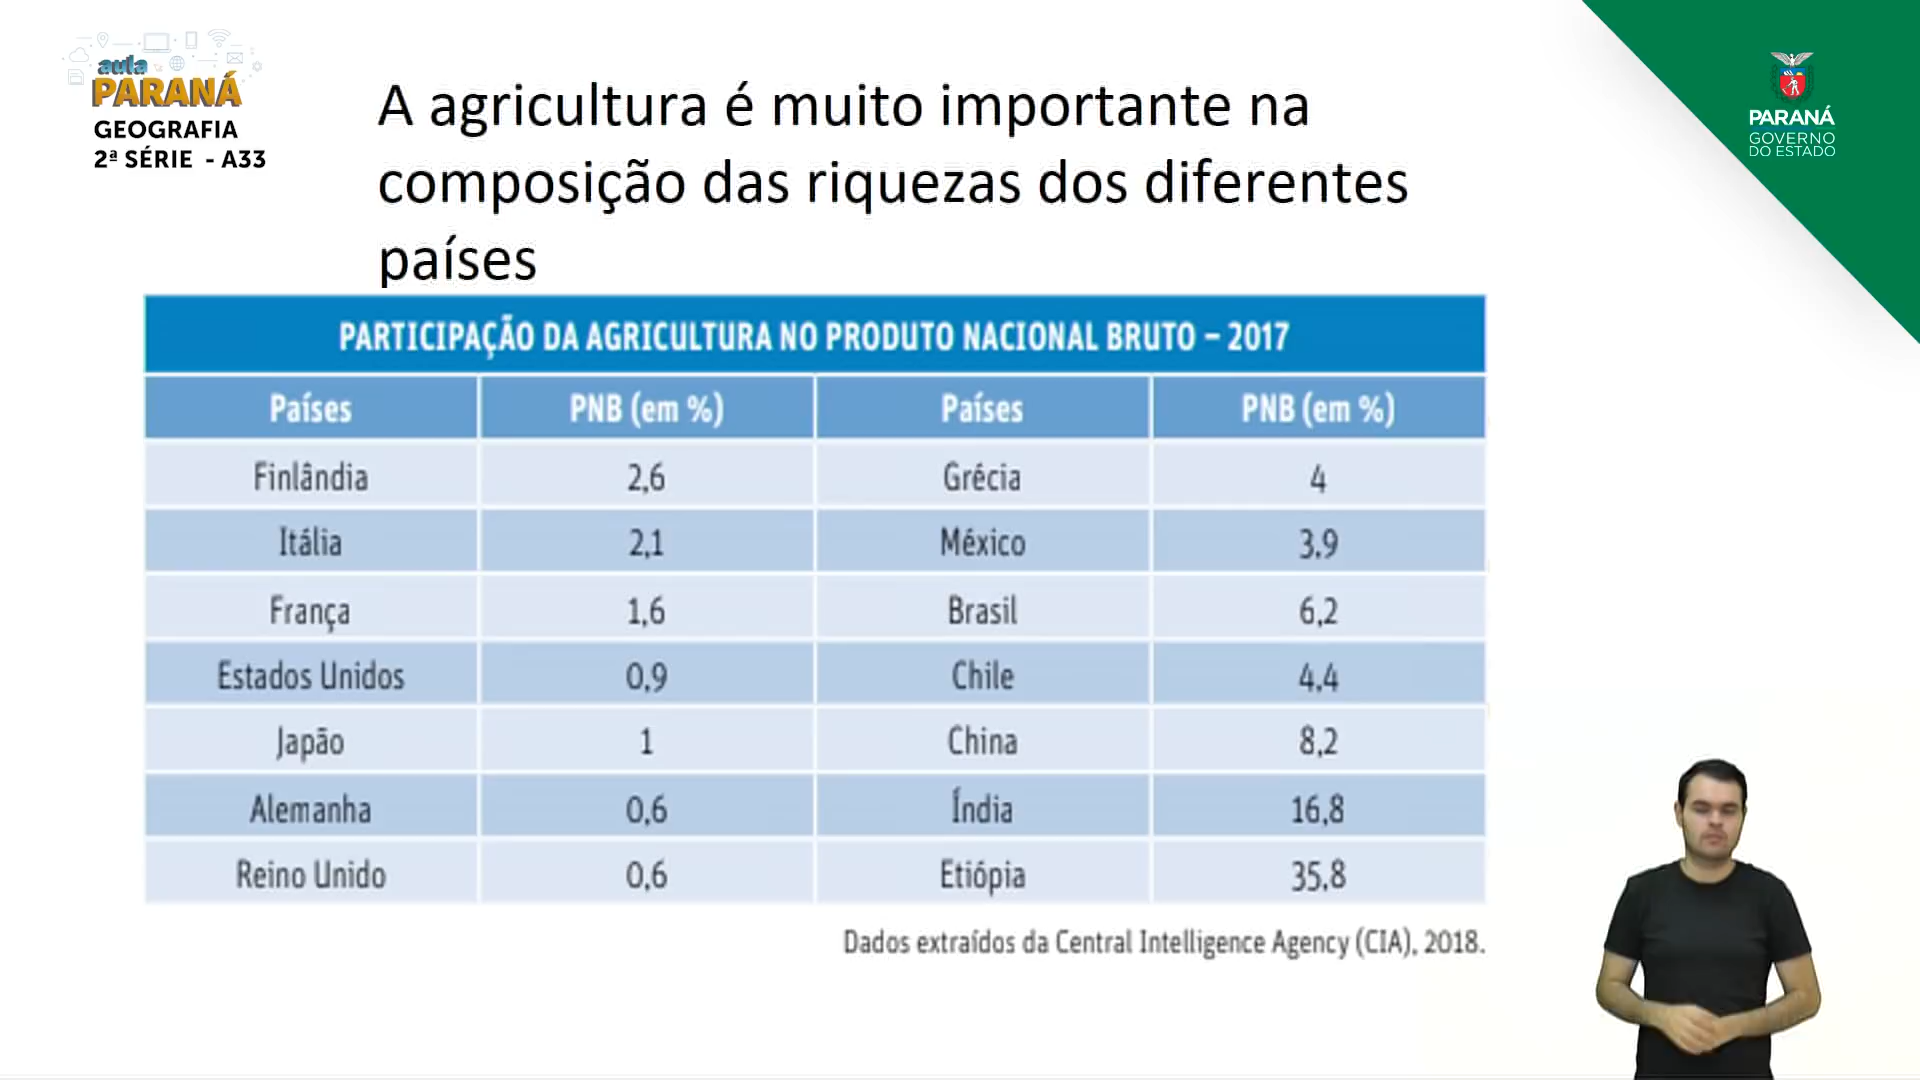 aula
PARANÁ
GEOGRAFIA
2ª SÉRIE - A33
A agricultura é muito importante na
composição das riquezas dos diferentes
países
PARANÁ
GOVERNO
DO ESTADO
PARTICIPAÇÃO DA AGRICULTURA NO PRODUTO NACIONAL BRUTO – 2017
Países PNB (em %) Países PNB (em %)
Finlândia 2,6 Grécia 4
Itália 2,1 México 3,9
França 1,6 Brasil 6,2
Estados Unidos 0,9 Chile 4,4
Japão 1 China 8,2
Alemanha 0,6 Índia 16,8
Reino Unido 0,6 Etiópia 35,8
Dados extraídos da Central Intelligence Agency (CIA), 2018.